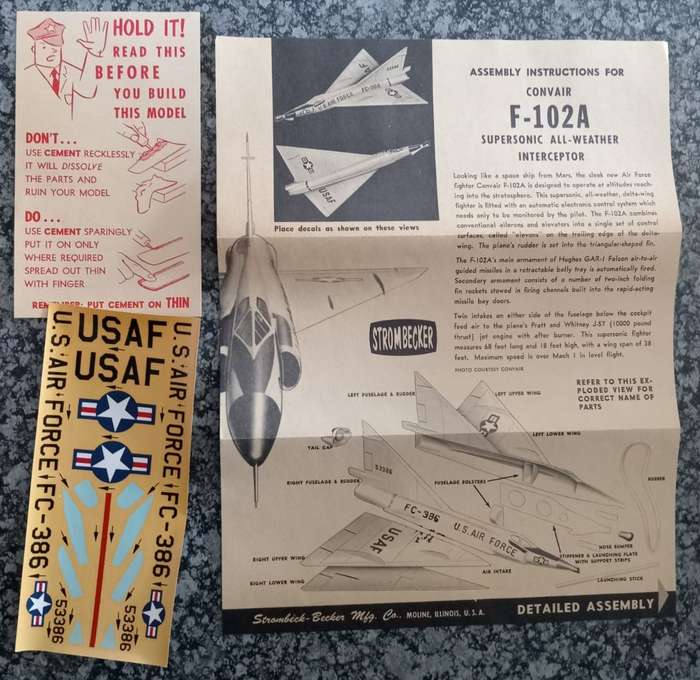 HOLD IT!
READ THIS
BEFORE
YOU BUILD
THIS MODEL
DON'T...
USE CEMENT RECKLESSLY
IT WILL DISSOLVE
THE PARTS AND
RUIN YOUR MODEL
DO...
USE CEMENT SPARINGLY
PUT IT ON ONLY
WHERE REQUIRED
SPREAD OUT THIN
WITH FINGER
REMEMBER: PUT CEMENT ON THIN
U.S. AIR FORCE FC-386
USAF
USAF
U.S. AIR FORCE FC-386
53386
53386
U.S. AIR FORCE FC-386
USAF
Place decals as shown on these views
ASSEMBLY INSTRUCTIONS FOR
CONVAIR
F-102A
SUPERSONIC ALL-WEATHER
INTERCEPTOR
Looking like a space ship from Mars, the sleek new Air Force
fighter Convair F-102A is designed to operate at altitudes reach-
ing into the stratosphere. This supersonic, all-weather, delta-wing
fighter is fitted with an automatic electronic control system which
needs only to be monitored by the pilot. The F-102A combines
conventional ailerons and elevators into a single set of control
surfaces, called "elevons" on the trailing edge of the delta-
wing. The plane's rudder is set into the triangular-shaped fin.
The F-102A's main armament of Hughes GAR-1 Falcon air-to-air
guided missiles in a retractable belly tray is automatically fired.
Secondary armament consists of a number of two-inch folding
fin rockets stowed in firing channels built into the rapid-acting
missile bay doors.
Twin intakes on either side of the fuselage below the cockpit
feed air to the plane's Pratt and Whitney J-57 (10000 pound
thrust) jet engine with after burner. This supersonic fighter
measures 68 feet long and 18 feet high, with a wing span of 38
feet. Maximum speed is over Mach 1 in level flight.
PHOTO COURTESY CONVAIR
STROMBECKER
REFER TO THIS EX-
PLODED VIEW FOR
CORRECT NAME OF
PARTS
LEFT FUSELAGE & RUDDER
LEFT UPPER WING
LEFT LOWER WING
TAIL CAP
53386
RUBBER
RIGHT FUSELAGE & RUDDER
FUSELAGE BOLSTERS
FC-386
U.S. AIR FORCE
USAF
NOSE BUMPER
STIFFENER & LAUNCHING PLATE
WITH SUPPORT STRIPS
RIGHT UPPER WING
AIR INTAKE
RIGHT LOWER WING
LAUNCHING STICK
DETAILED ASSEMBLY
Strombeck-Becker Mfg. Co., MOLINE, ILLINOIS, U.S.A.